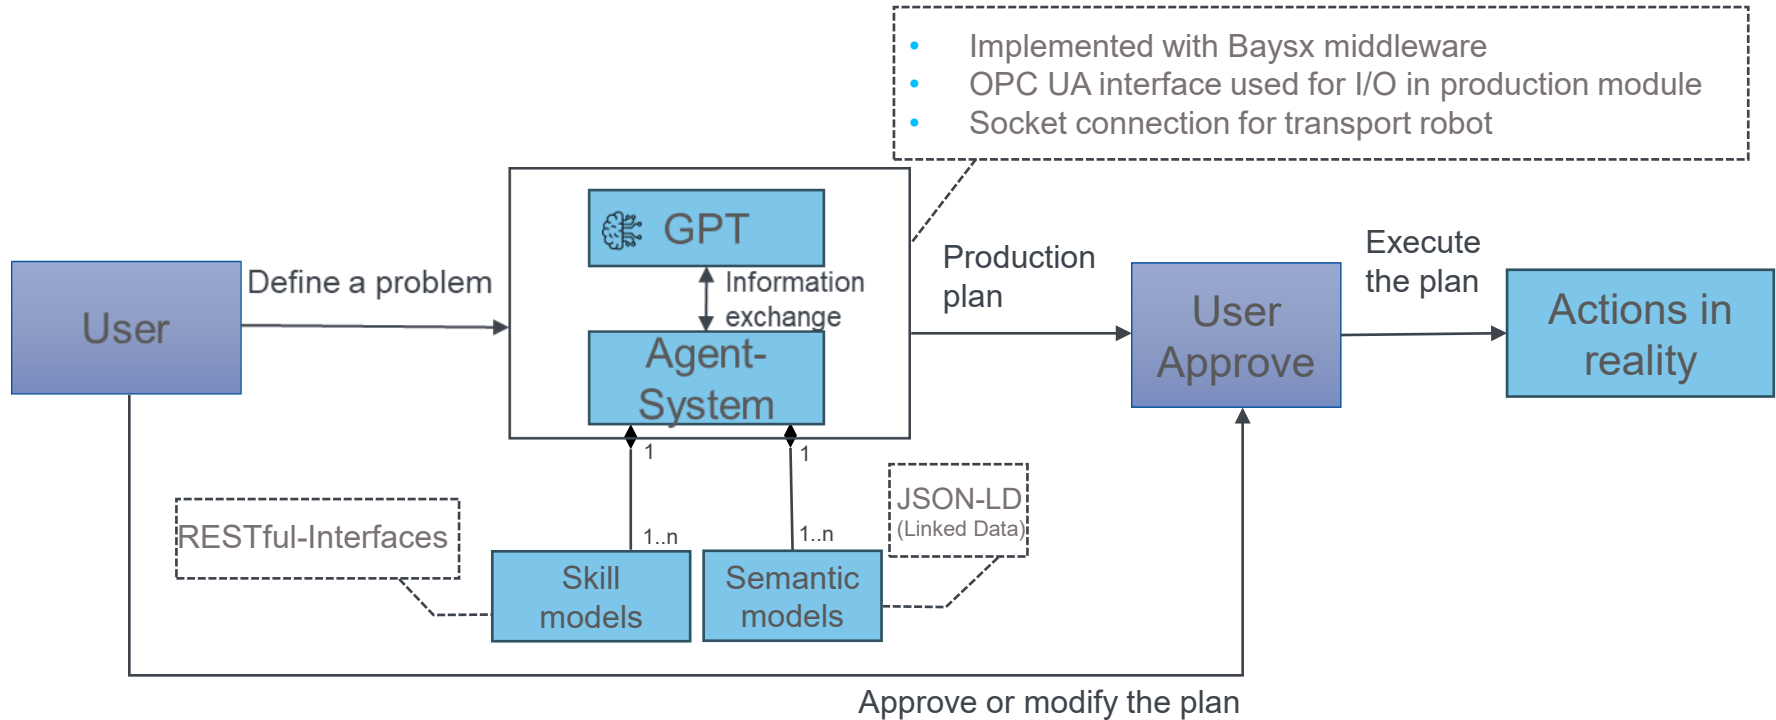 • Implemented with Baysx middleware
• OPC UA interface used for I/O in production module
• Socket connection for transport robot
User
Define a problem
GPT
Information
exchange
Agent-
System
Production
plan
User
Approve
Execute
the plan
Actions in
reality
1
1
1..n
1..n
RESTful-Interfaces
Skill
models
Semantic
models
JSON-LD
(Linked Data)
Approve or modify the plan